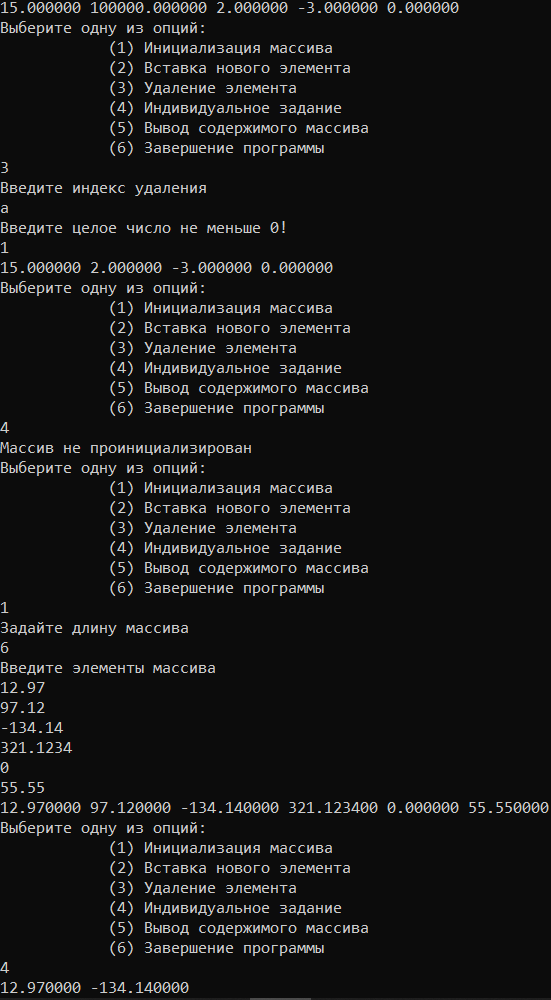 15.000000 100000.000000 2.000000 -3.000000 0.000000
Выберите одну из опций:
(1) Инициализация массива
(2) Вставка нового элемента
(3) Удаление элемента
(4) Индивидуальное задание
(5) Вывод содержимого массива
(6) Завершение программы
3
Введите индекс удаления
a
Введите целое число не меньше 0!
1
15.000000 2.000000 -3.000000 0.000000
Выберите одну из опций:
(1) Инициализация массива
(2) Вставка нового элемента
(3) Удаление элемента
(4) Индивидуальное задание
(5) Вывод содержимого массива
(6) Завершение программы
4
Массив не проинициализирован
Выберите одну из опций:
(1) Инициализация массива
(2) Вставка нового элемента
(3) Удаление элемента
(4) Индивидуальное задание
(5) Вывод содержимого массива
(6) Завершение программы
1
Задайте длину массива
6
Введите элементы массива
12.97
97.12
-134.14
321.1234
0
55.55
12.970000 97.120000 -134.140000 321.123400 0.000000 55.550000
Выберите одну из опций:
(1) Инициализация массива
(2) Вставка нового элемента
(3) Удаление элемента
(4) Индивидуальное задание
(5) Вывод содержимого массива
(6) Завершение программы
4
12.970000 -134.140000